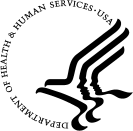 DEPARTMENT OF HEALTH & HUMAN SERVICES·USA